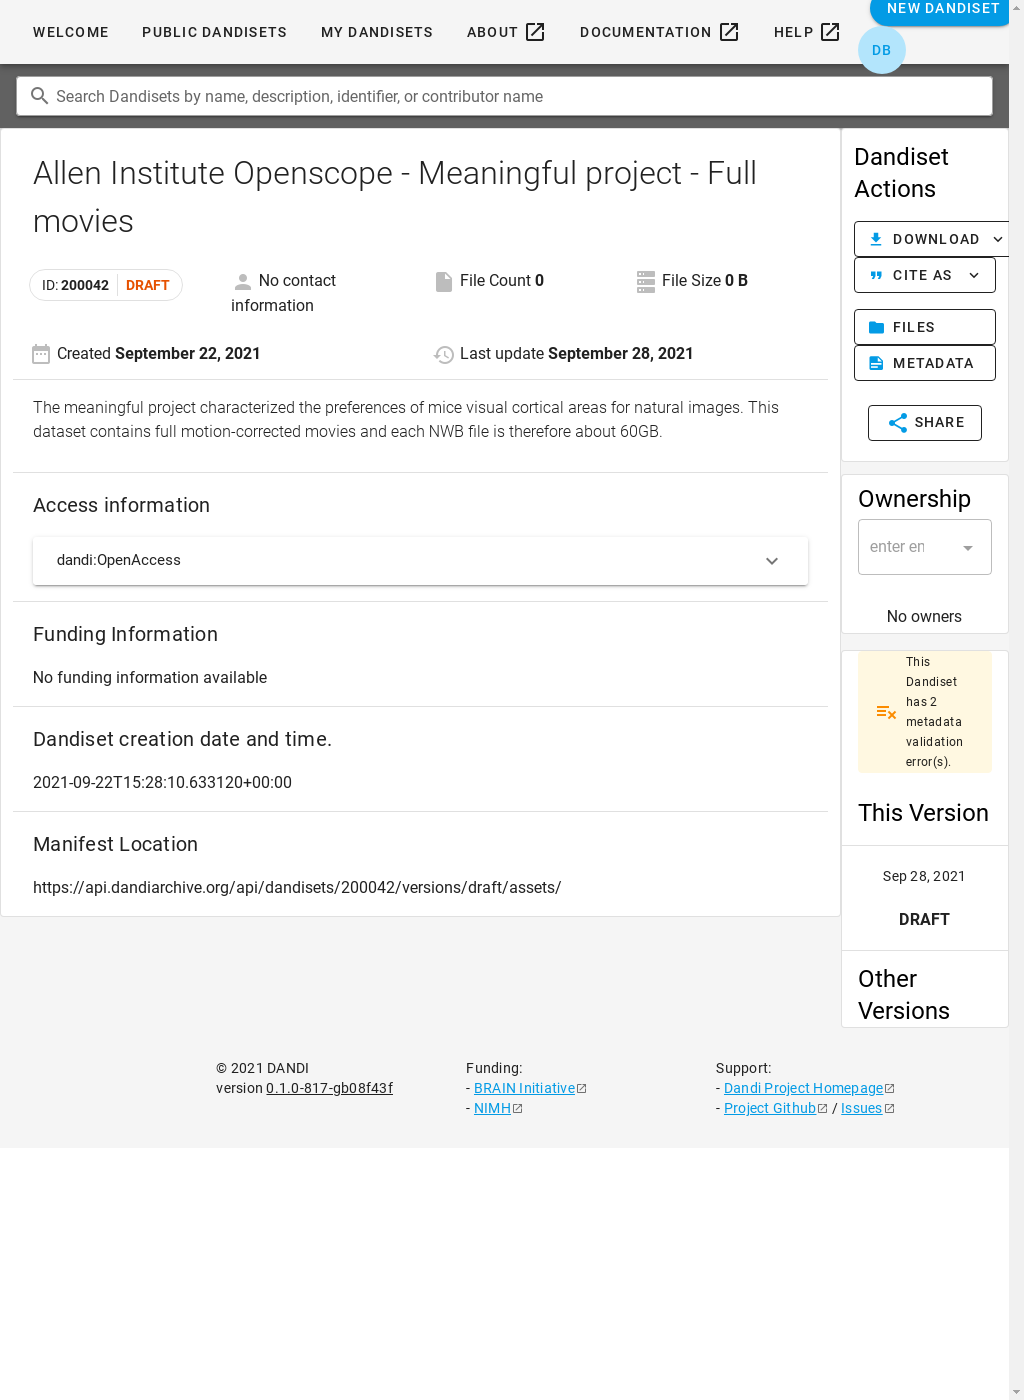 NEW DANDISET
WELCOME PUBLIC DANDISETS MY DANDISETS ABOUT DOCUMENTATION HELP
DB
Search Dandisets by name, description, identifier, or contributor name
Allen Institute Openscope - Meaningful project - Full
movies
ID: 200042 DRAFT
No contact
information
File Count 0
File Size 0 B
Created September 22, 2021
Last update September 28, 2021
The meaningful project characterized the preferences of mice visual cortical areas for natural images. This
dataset contains full motion-corrected movies and each NWB file is therefore about 60GB.
Access information
dandi:OpenAccess
Funding Information
No funding information available
Dandiset creation date and time.
2021-09-22T15:28:10.633120+00:00
Manifest Location
https://api.dandiarchive.org/api/dandisets/200042/versions/draft/assets/
Dandiset
Actions
DOWNLOAD
CITE AS
FILES
METADATA
SHARE
Ownership
enter en
No owners
This
Dandiset
has 2
metadata
validation
error(s).
This Version
Sep 28, 2021
DRAFT
Other
Versions
© 2021 DANDI
version 0.1.0-817-gb08f43f
Funding:
- BRAIN Initiative
- NIMH
Support:
- Dandi Project Homepage
- Project Github / Issues